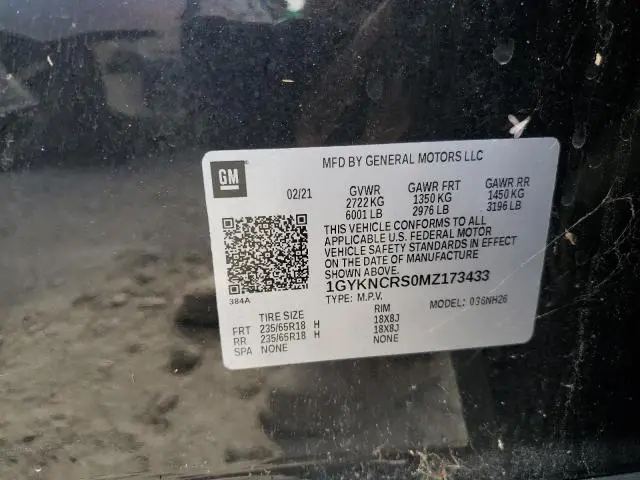 MFD BY GENERAL MOTORS LLC
GM
02/21 GVWR GAWR FRT GAWR RR
2722 KG 1350 KG 1450 KG
6001 LB 2976 LB 3196 LB
THIS VEHICLE CONFORMS TO ALL
APPLICABLE U.S. FEDERAL MOTOR
VEHICLE SAFETY STANDARDS IN EFFECT
ON THE DATE OF MANUFACTURE
SHOWN ABOVE.
1GYKNCRS0MZ173433
384A
TYPE: M.P.V. MODEL: 036NH26
TIRE SIZE RIM
FRT 235/65R18 H 18X8J
RR 235/65R18 H 18X8J
SPA NONE NONE